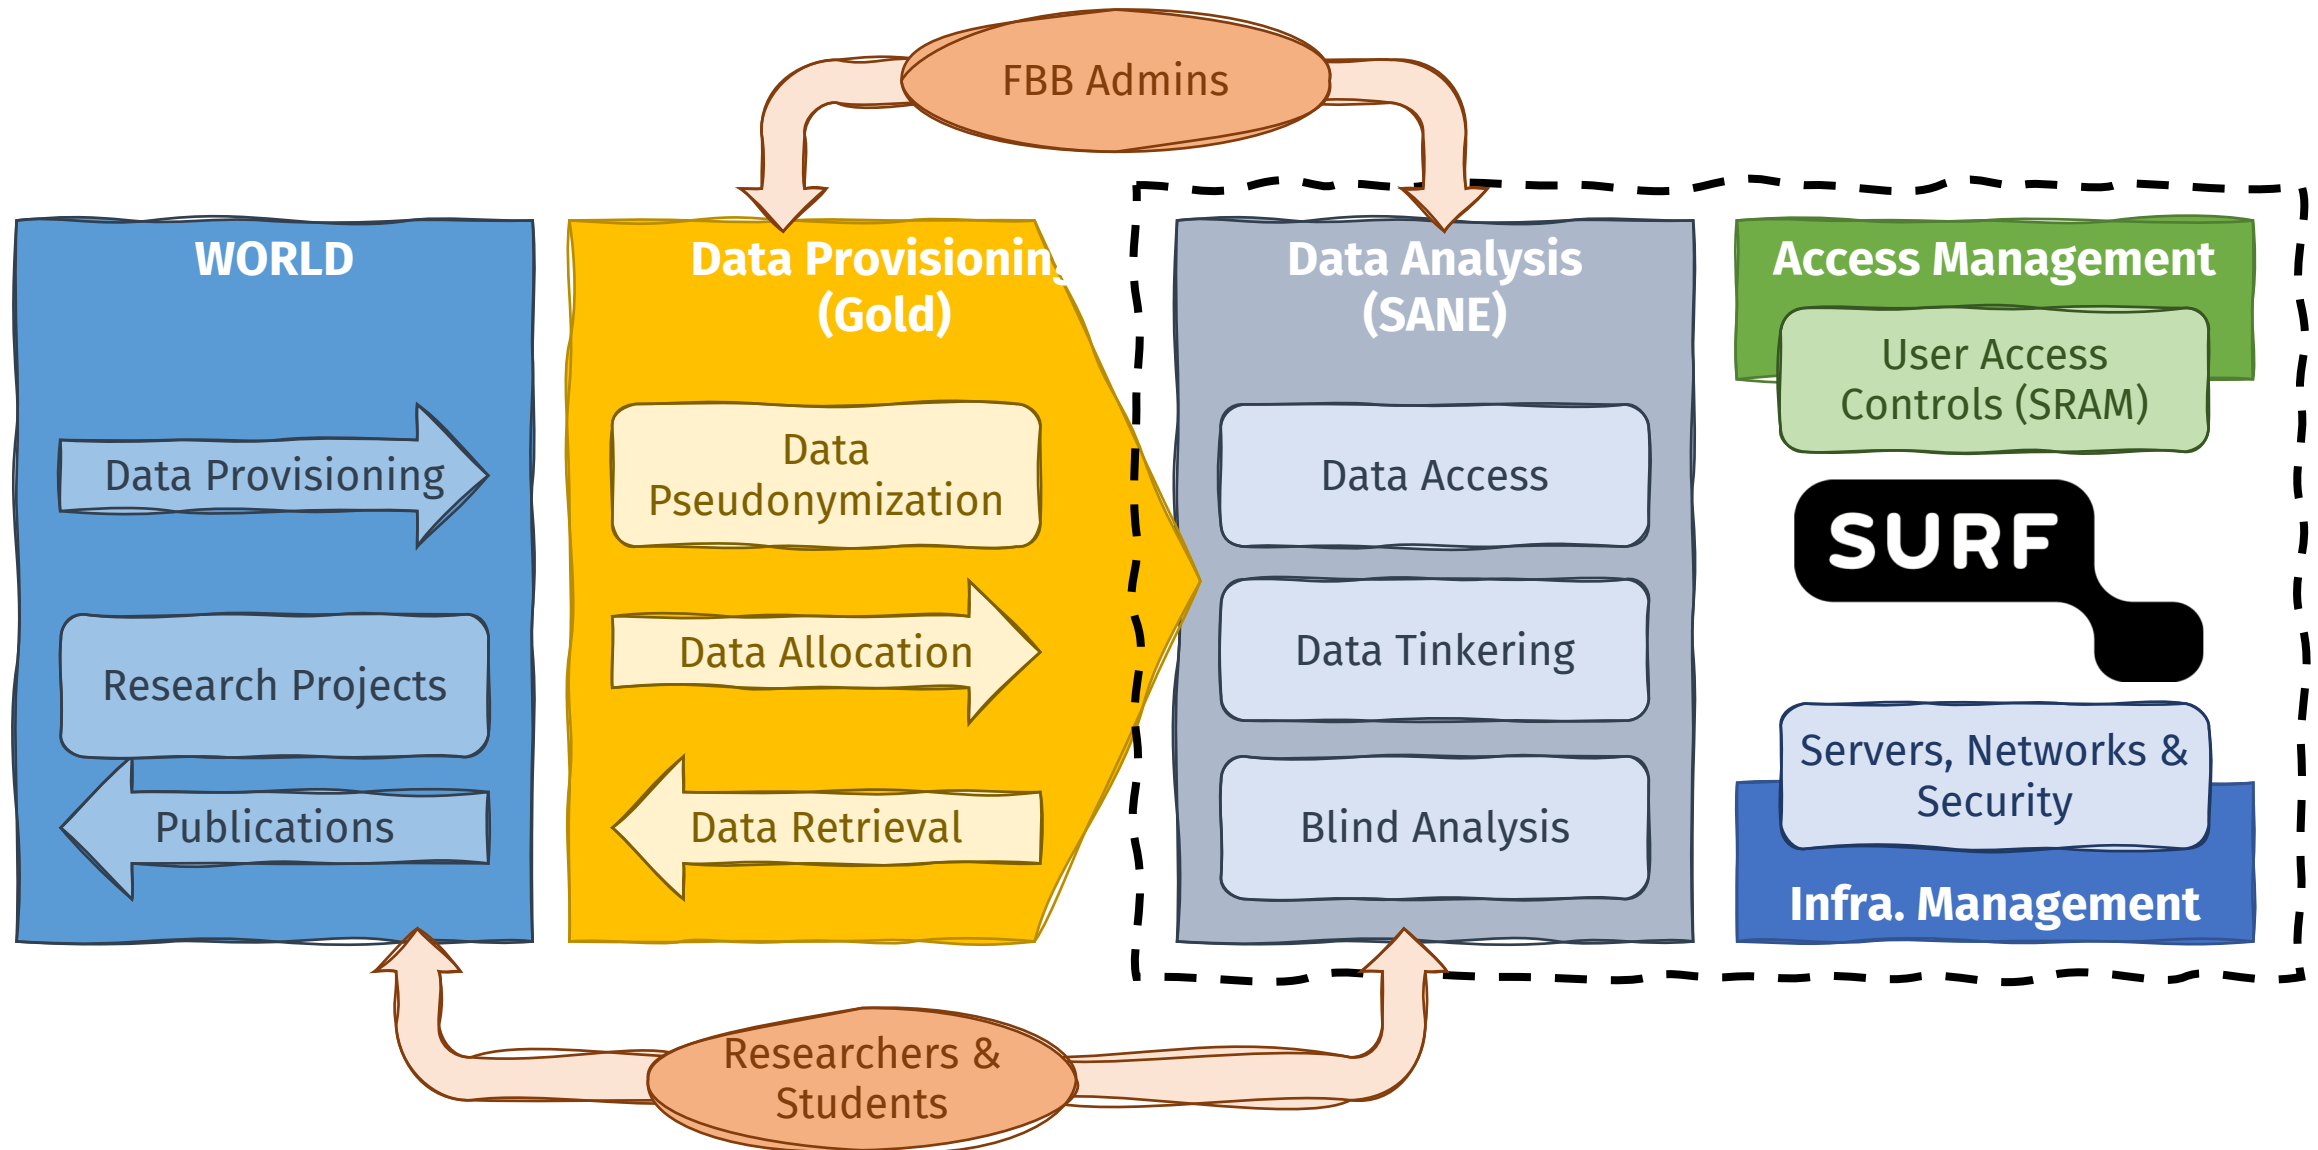 FBB Admins
WORLD
Data Provisioning
Research Projects
Publications
Data Provisioning
(Gold)
Data
Pseudonymization
Data Allocation
Data Retrieval
Data Analysis
(SANE)
Data Access
Data Tinkering
Blind Analysis
Access Management
User Access
Controls (SRAM)
SURF
Servers, Networks &
Security
Infra. Management
Researchers &
Students